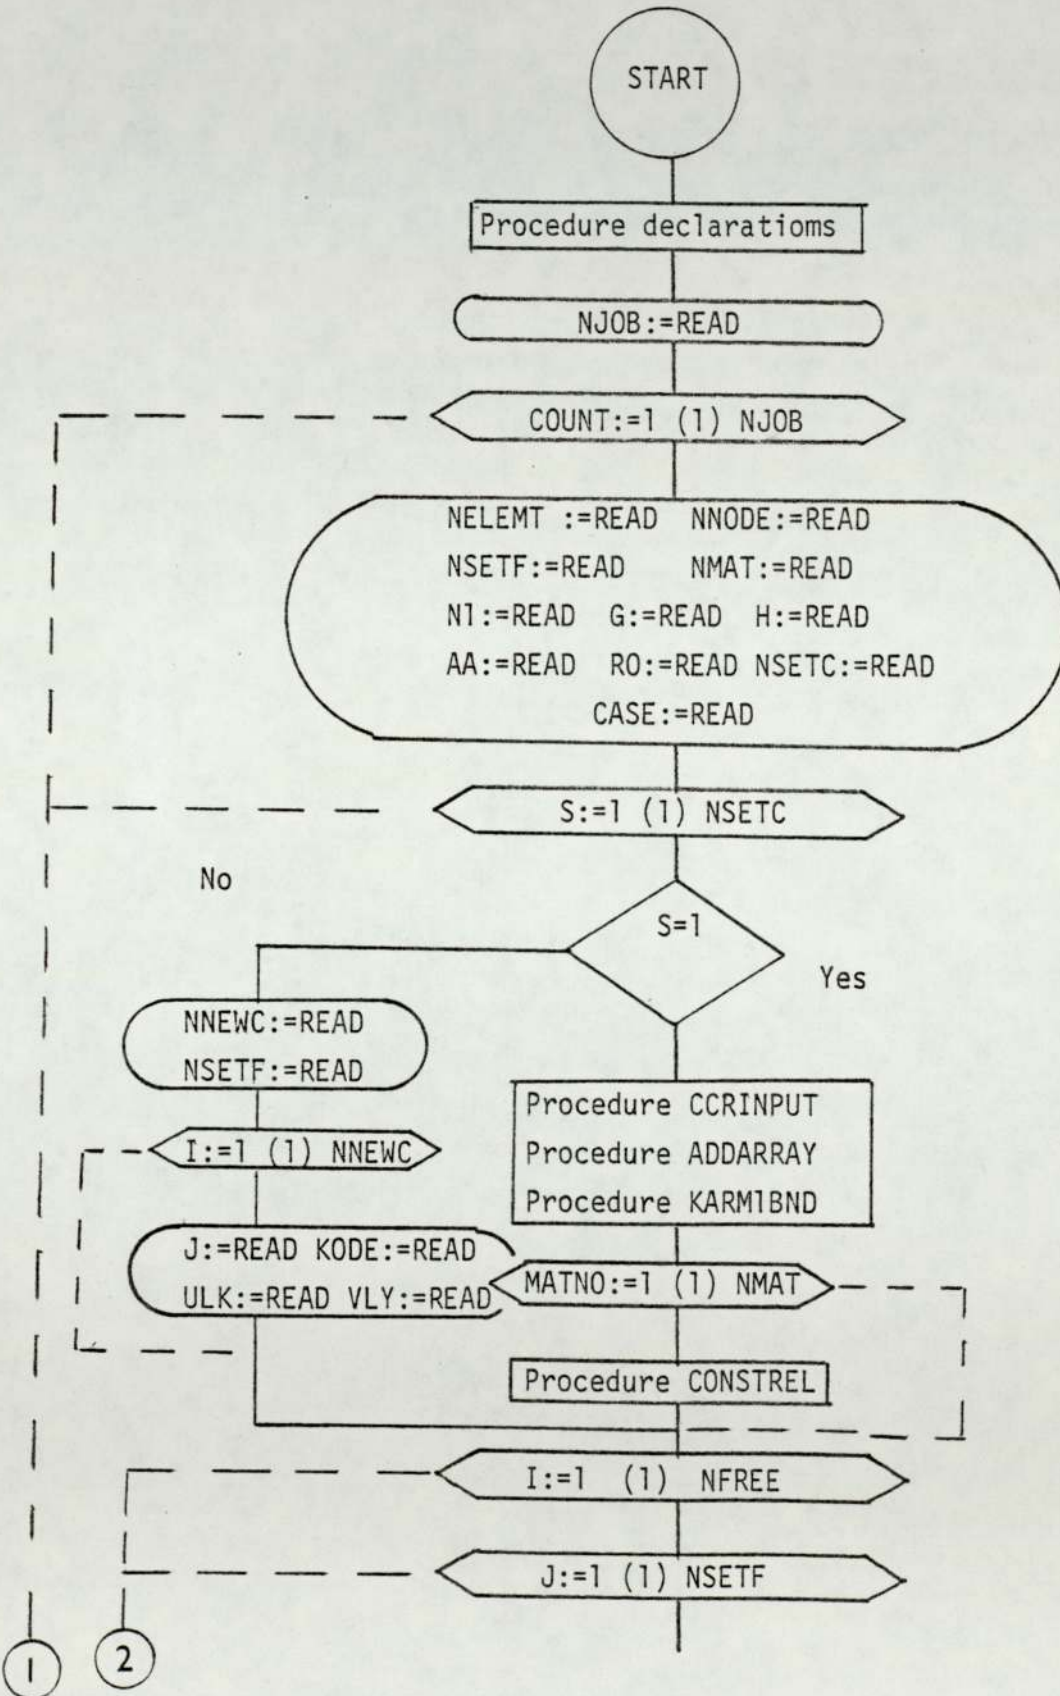 START
Procedure declaratioms
NJOB:=READ
COUNT:=1 (1) NJOB
NELEMT :=READ NNODE:=READ
NSETF:=READ NMAT:=READ
N1:=READ G:=READ H:=READ
AA:=READ RO:=READ NSETC:=READ
CASE:=READ
S:=1 (1) NSETC
No
S=1
Yes
NNEWC:=READ
NSETF:=READ
I:=1 (1) NNEWC
J:=READ KODE:=READ
ULK:=READ VLY:=READ
Procedure CCRINPUT
Procedure ADDARRAY
Procedure KARM1BND
MATNO:=1 (1) NMAT
Procedure CONSTREL
I:=1 (1) NFREE
J:=1 (1) NSETF
1
2